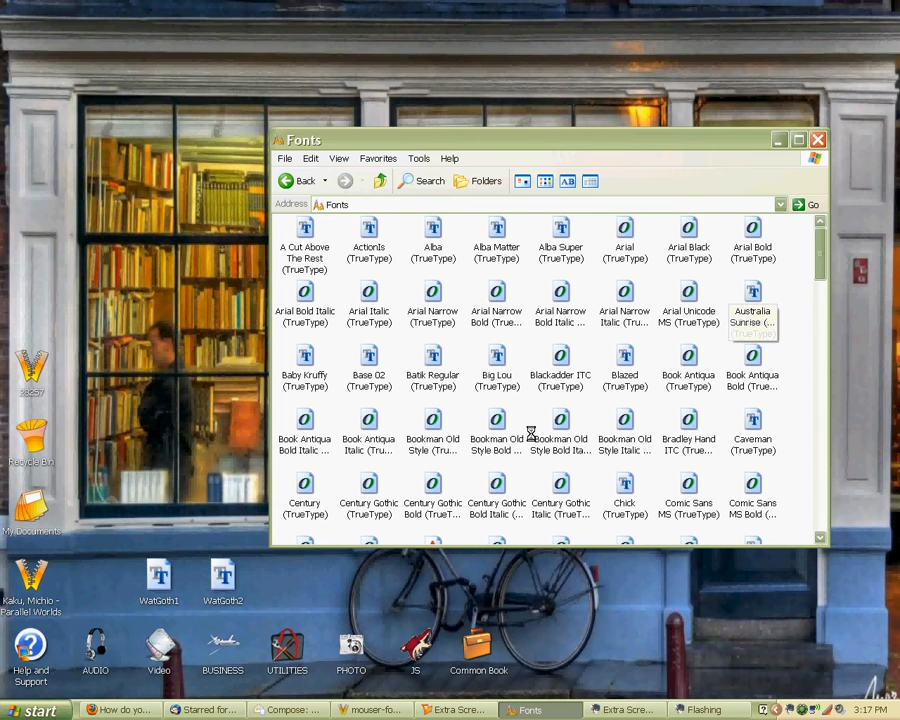 Fonts
File Edit View Favorites Tools Help
Back Search Folders
Address Fonts Go
A Cut Above
The Rest
(TrueType)
ActionIs
(TrueType)
Alba
(TrueType)
Alba Matter
(TrueType)
Alba Super
(TrueType)
Arial
(TrueType)
Arial Black
(TrueType)
Arial Bold
(TrueType)
Arial Bold Italic
(TrueType)
Arial Italic
(TrueType)
Arial Narrow
(TrueType)
Arial Narrow
Bold (True...
Arial Narrow
Bold Italic ...
Arial Narrow
Italic (Tru...
Arial Unicode
MS (TrueType)
Australia
Sunrise (...
(TrueType)
Baby Kruffy
(TrueType)
Base 02
(TrueType)
Batik Regular
(TrueType)
Big Lou
(TrueType)
Blackadder ITC
(TrueType)
Blazed
(TrueType)
Book Antiqua
(TrueType)
Book Antiqua
Bold (True...
Book Antiqua
Bold Italic ...
Book Antiqua
Italic (Tru...
Bookman Old
Style (Tru...
Bookman Old
Style Bold ...
Bookman Old
Style Bold Ita...
Bookman Old
Style Italic ...
Bradley Hand
ITC (True...
Caveman
(TrueType)
Century
(TrueType)
Century Gothic
(TrueType)
Century Gothic
Bold (TrueT...
Century Gothic
Bold Italic (...
Century Gothic
Italic (TrueT...
Chick
(TrueType)
Comic Sans
MS (TrueType)
Comic Sans
MS Bold (...
28257
Recycle Bin
My Documents
Kaku, Michio -
Parallel Worlds
WatGoth1
WatGoth2
Help and
Support
AUDIO
Video
BUSINESS
UTILITIES
PHOTO
JS
Common Book
start How do yo... Starred for... Compose: ... mouser-fo... Extra Scre... Fonts Extra Scre... Flashing 3:17 PM